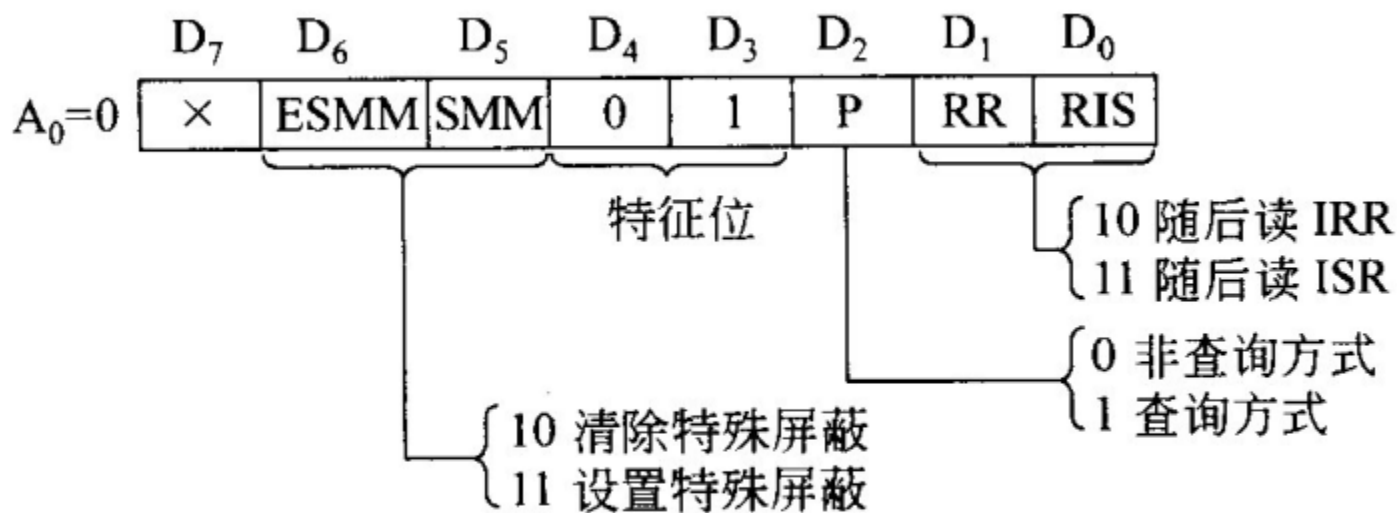 D₇ D₆ D₅ D₄ D₃ D₂ D₁ D₀
A₀=0 × ESMM SMM 0 1 P RR RIS
特征位
10 随后读 IRR
11 随后读 ISR
0 非查询方式
1 查询方式
10 清除特殊屏蔽
11 设置特殊屏蔽